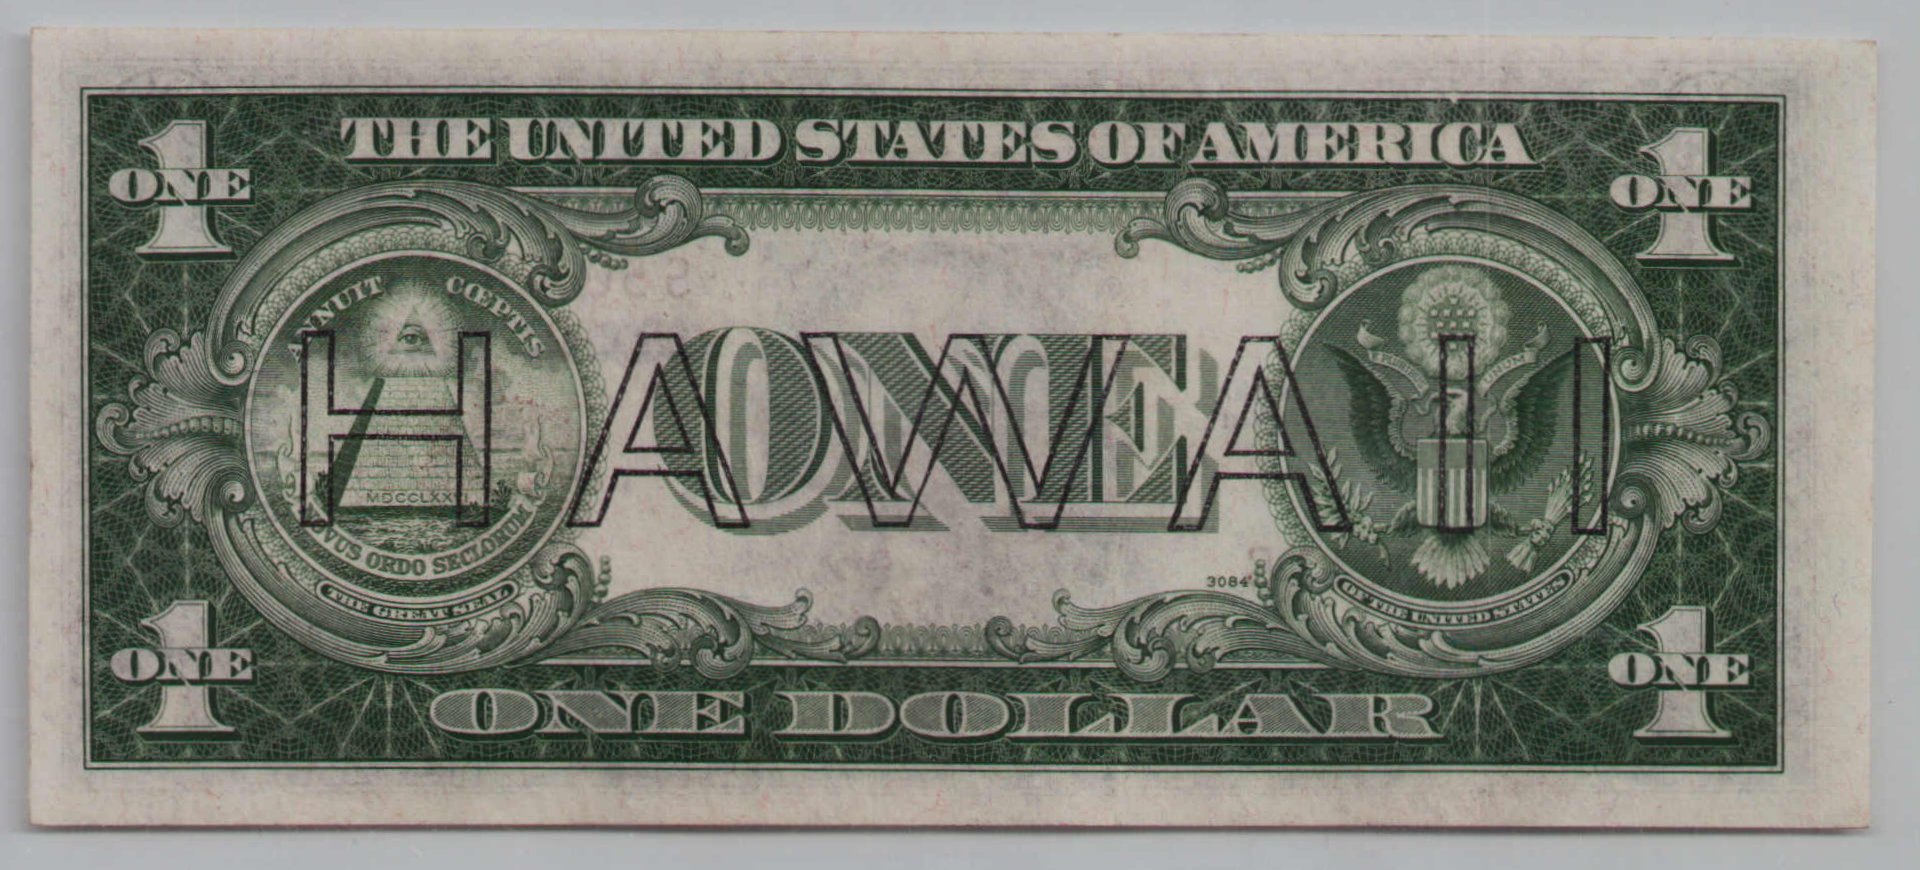 THE UNITED STATES OF AMERICA
1 ONE
ONE 1
ANNUIT CŒPTIS
HAWAII
ONE
MDCCLXXVI
NOVUS ORDO SECLORUM
THE GREAT SEAL
3084
OF THE UNITED STATES
1 ONE
ONE DOLLAR
ONE 1